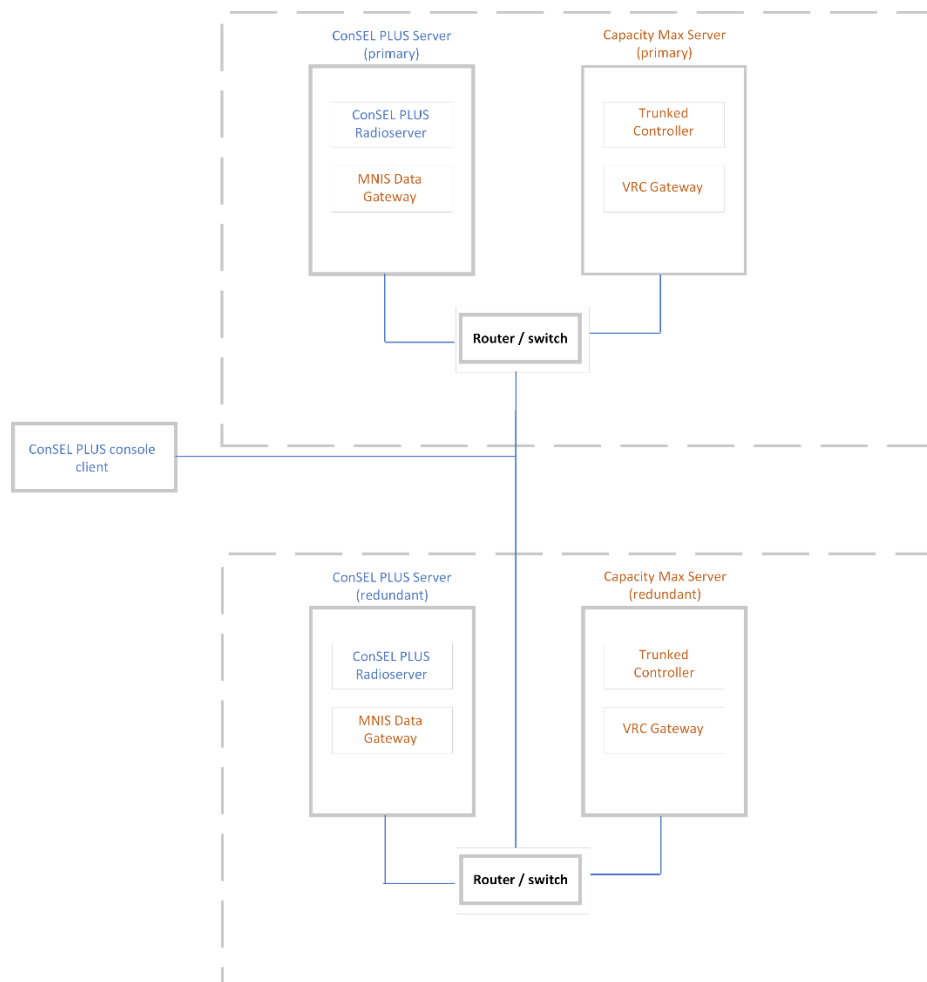 ConSEL PLUS Server
(primary)
Capacity Max Server
(primary)
ConSEL PLUS
Radioserver
MNIS Data
Gateway
Trunked
Controller
VRC Gateway
Router / switch
ConSEL PLUS console
client
ConSEL PLUS Server
(redundant)
Capacity Max Server
(redundant)
ConSEL PLUS
Radioserver
MNIS Data
Gateway
Trunked
Controller
VRC Gateway
Router / switch